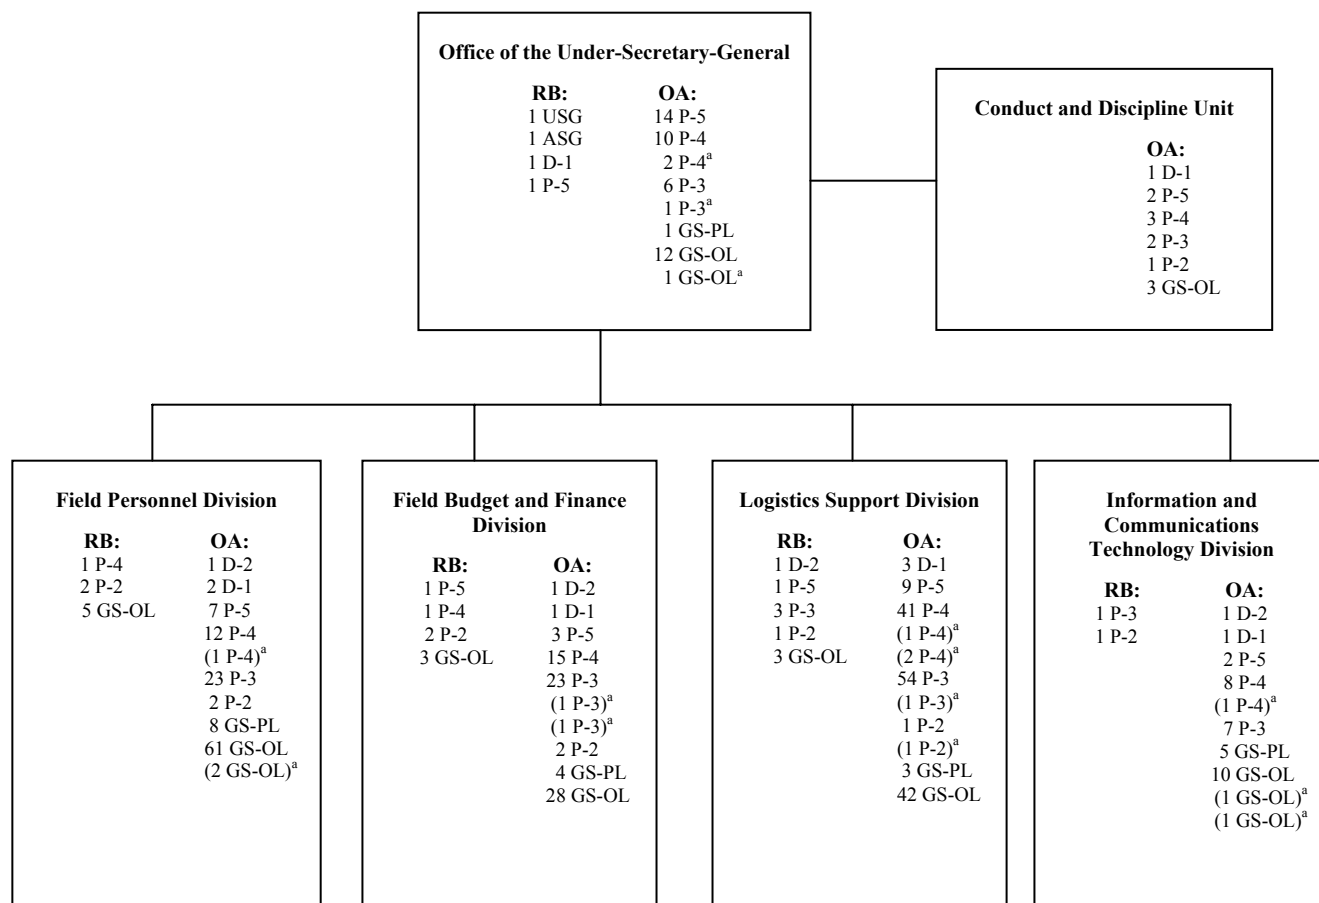 Office of the Under-Secretary-General
RB: OA:
1 USG 14 P-5
1 ASG 10 P-4
1 D-1 2 P-4ᵃ
1 P-5 6 P-3
1 P-3ᵃ
1 GS-PL
12 GS-OL
1 GS-OLᵃ
Conduct and Discipline Unit
OA:
1 D-1
2 P-5
3 P-4
2 P-3
1 P-2
3 GS-OL
Field Personnel Division
RB: OA:
1 P-4 1 D-2
2 P-2 2 D-1
5 GS-OL 7 P-5
12 P-4
(1 P-4)ᵃ
23 P-3
2 P-2
8 GS-PL
61 GS-OL
(2 GS-OL)ᵃ
Field Budget and Finance
Division
RB: OA:
1 P-5 1 D-2
1 P-4 1 D-1
2 P-2 3 P-5
3 GS-OL 15 P-4
23 P-3
(1 P-3)ᵃ
(1 P-3)ᵃ
2 P-2
4 GS-PL
28 GS-OL
Logistics Support Division
RB: OA:
1 D-2 3 D-1
1 P-5 9 P-5
3 P-3 41 P-4
1 P-2 (1 P-4)ᵃ
3 GS-OL (2 P-4)ᵃ
54 P-3
(1 P-3)ᵃ
1 P-2
(1 P-2)ᵃ
3 GS-PL
42 GS-OL
Information and
Communications
Technology Division
RB: OA:
1 P-3 1 D-2
1 P-2 1 D-1
2 P-5
8 P-4
(1 P-4)ᵃ
7 P-3
5 GS-PL
10 GS-OL
(1 GS-OL)ᵃ
(1 GS-OL)ᵃ